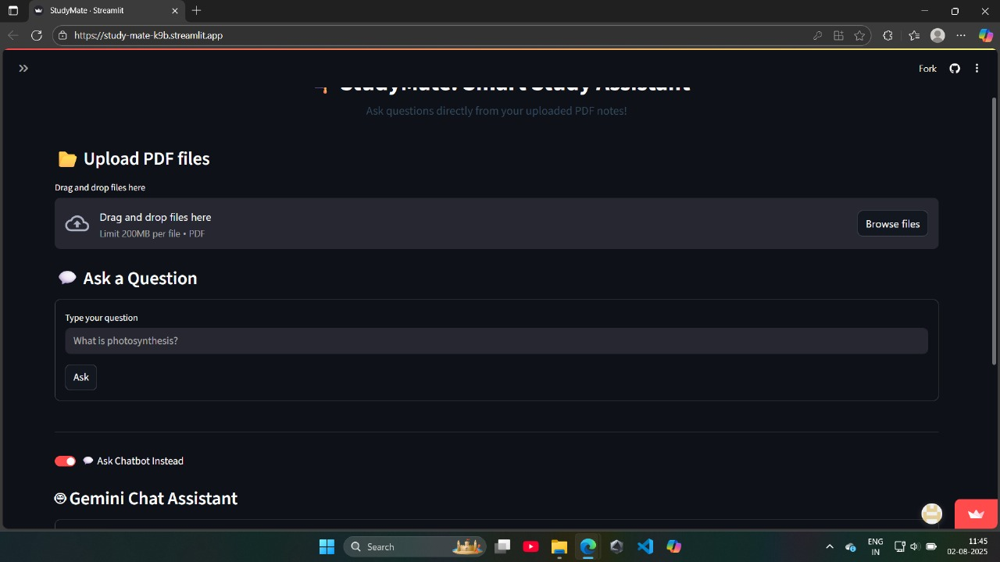 StudyMate · Streamlit
https://study-mate-k9b.streamlit.app
Fork
StudyMate: Smart Study Assistant
Ask questions directly from your uploaded PDF notes!
Upload PDF files
Drag and drop files here
Drag and drop files here
Limit 200MB per file • PDF
Browse files
Ask a Question
Type your question
What is photosynthesis?
Ask
Ask Chatbot Instead
Gemini Chat Assistant
Search
ENG
IN
11:45
02-08-2025